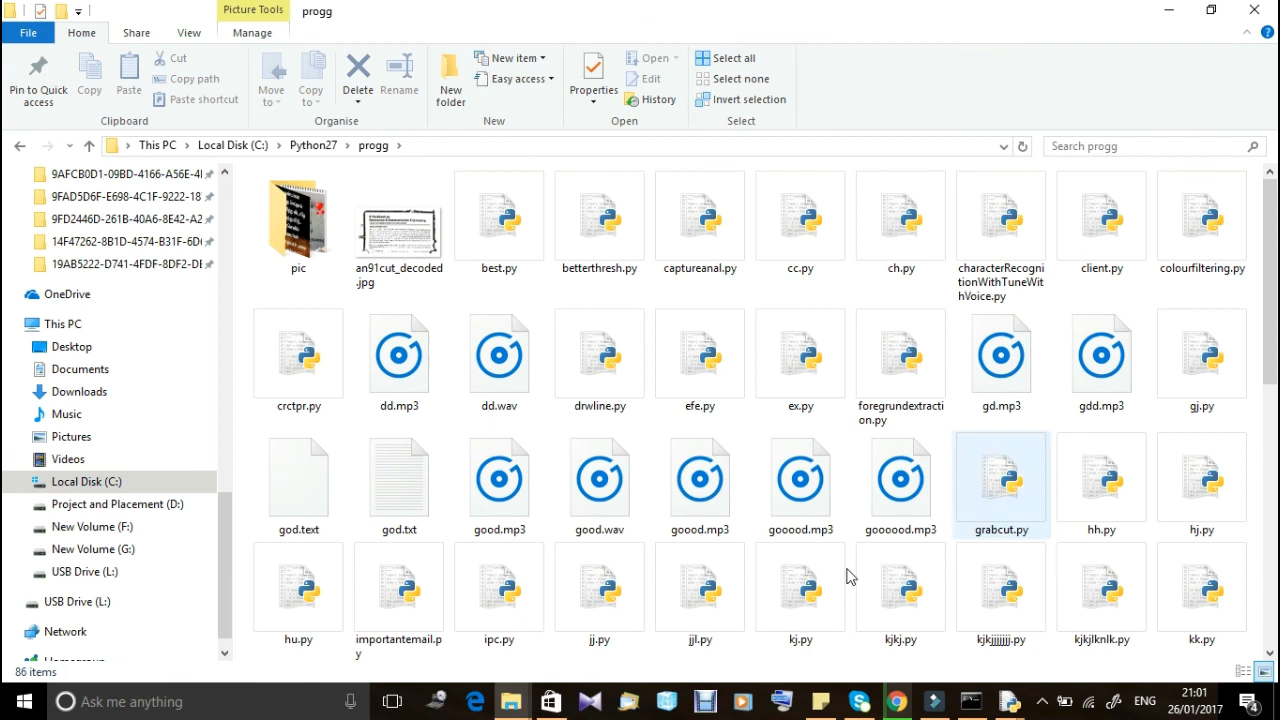 Picture Tools
progg
File
Home
Share
View
Manage
Pin to Quick
access
Copy
Paste
Cut
Copy path
Paste shortcut
Move
to
Copy
to
Delete
Rename
New
folder
New item
Easy access
Properties
Open
Edit
History
Select all
Select none
Invert selection
Clipboard
Organise
New
Open
Select
This PC
Local Disk (C:)
Python27
progg
Search progg
9AFCB0D1-09BD-4166-A56E-4
9FAD5D6F-E698-4C1F-9222-18
9FD2446D-261B-40A6-8E42-A2
14F47262-8B1D-4574-B31F-6D
19AB5222-D741-4FDF-8DF2-DE
OneDrive
This PC
Desktop
Documents
Downloads
Music
Pictures
Videos
Local Disk (C:)
Project and Placement (D:)
New Volume (F:)
New Volume (G:)
USB Drive (L:)
USB Drive (L:)
Network
pic
an91cut_decoded
.jpg
best.py
betterthresh.py
captureanal.py
cc.py
ch.py
characterRecogni
tionWithTuneWit
hVoice.py
client.py
colourfiltering.py
crctpr.py
dd.mp3
dd.wav
drwline.py
efe.py
ex.py
foregrundextracti
on.py
gd.mp3
gdd.mp3
gj.py
god.text
god.txt
good.mp3
good.wav
goood.mp3
gooood.mp3
goooood.mp3
grabcut.py
hh.py
hj.py
hu.py
importantemail.p
y
ipc.py
jj.py
jjl.py
kj.py
kjkj.py
kjkjjjjjjj.py
kjkjlknlk.py
kk.py
86 items
Ask me anything
ENG
21:01
26/01/2017
4